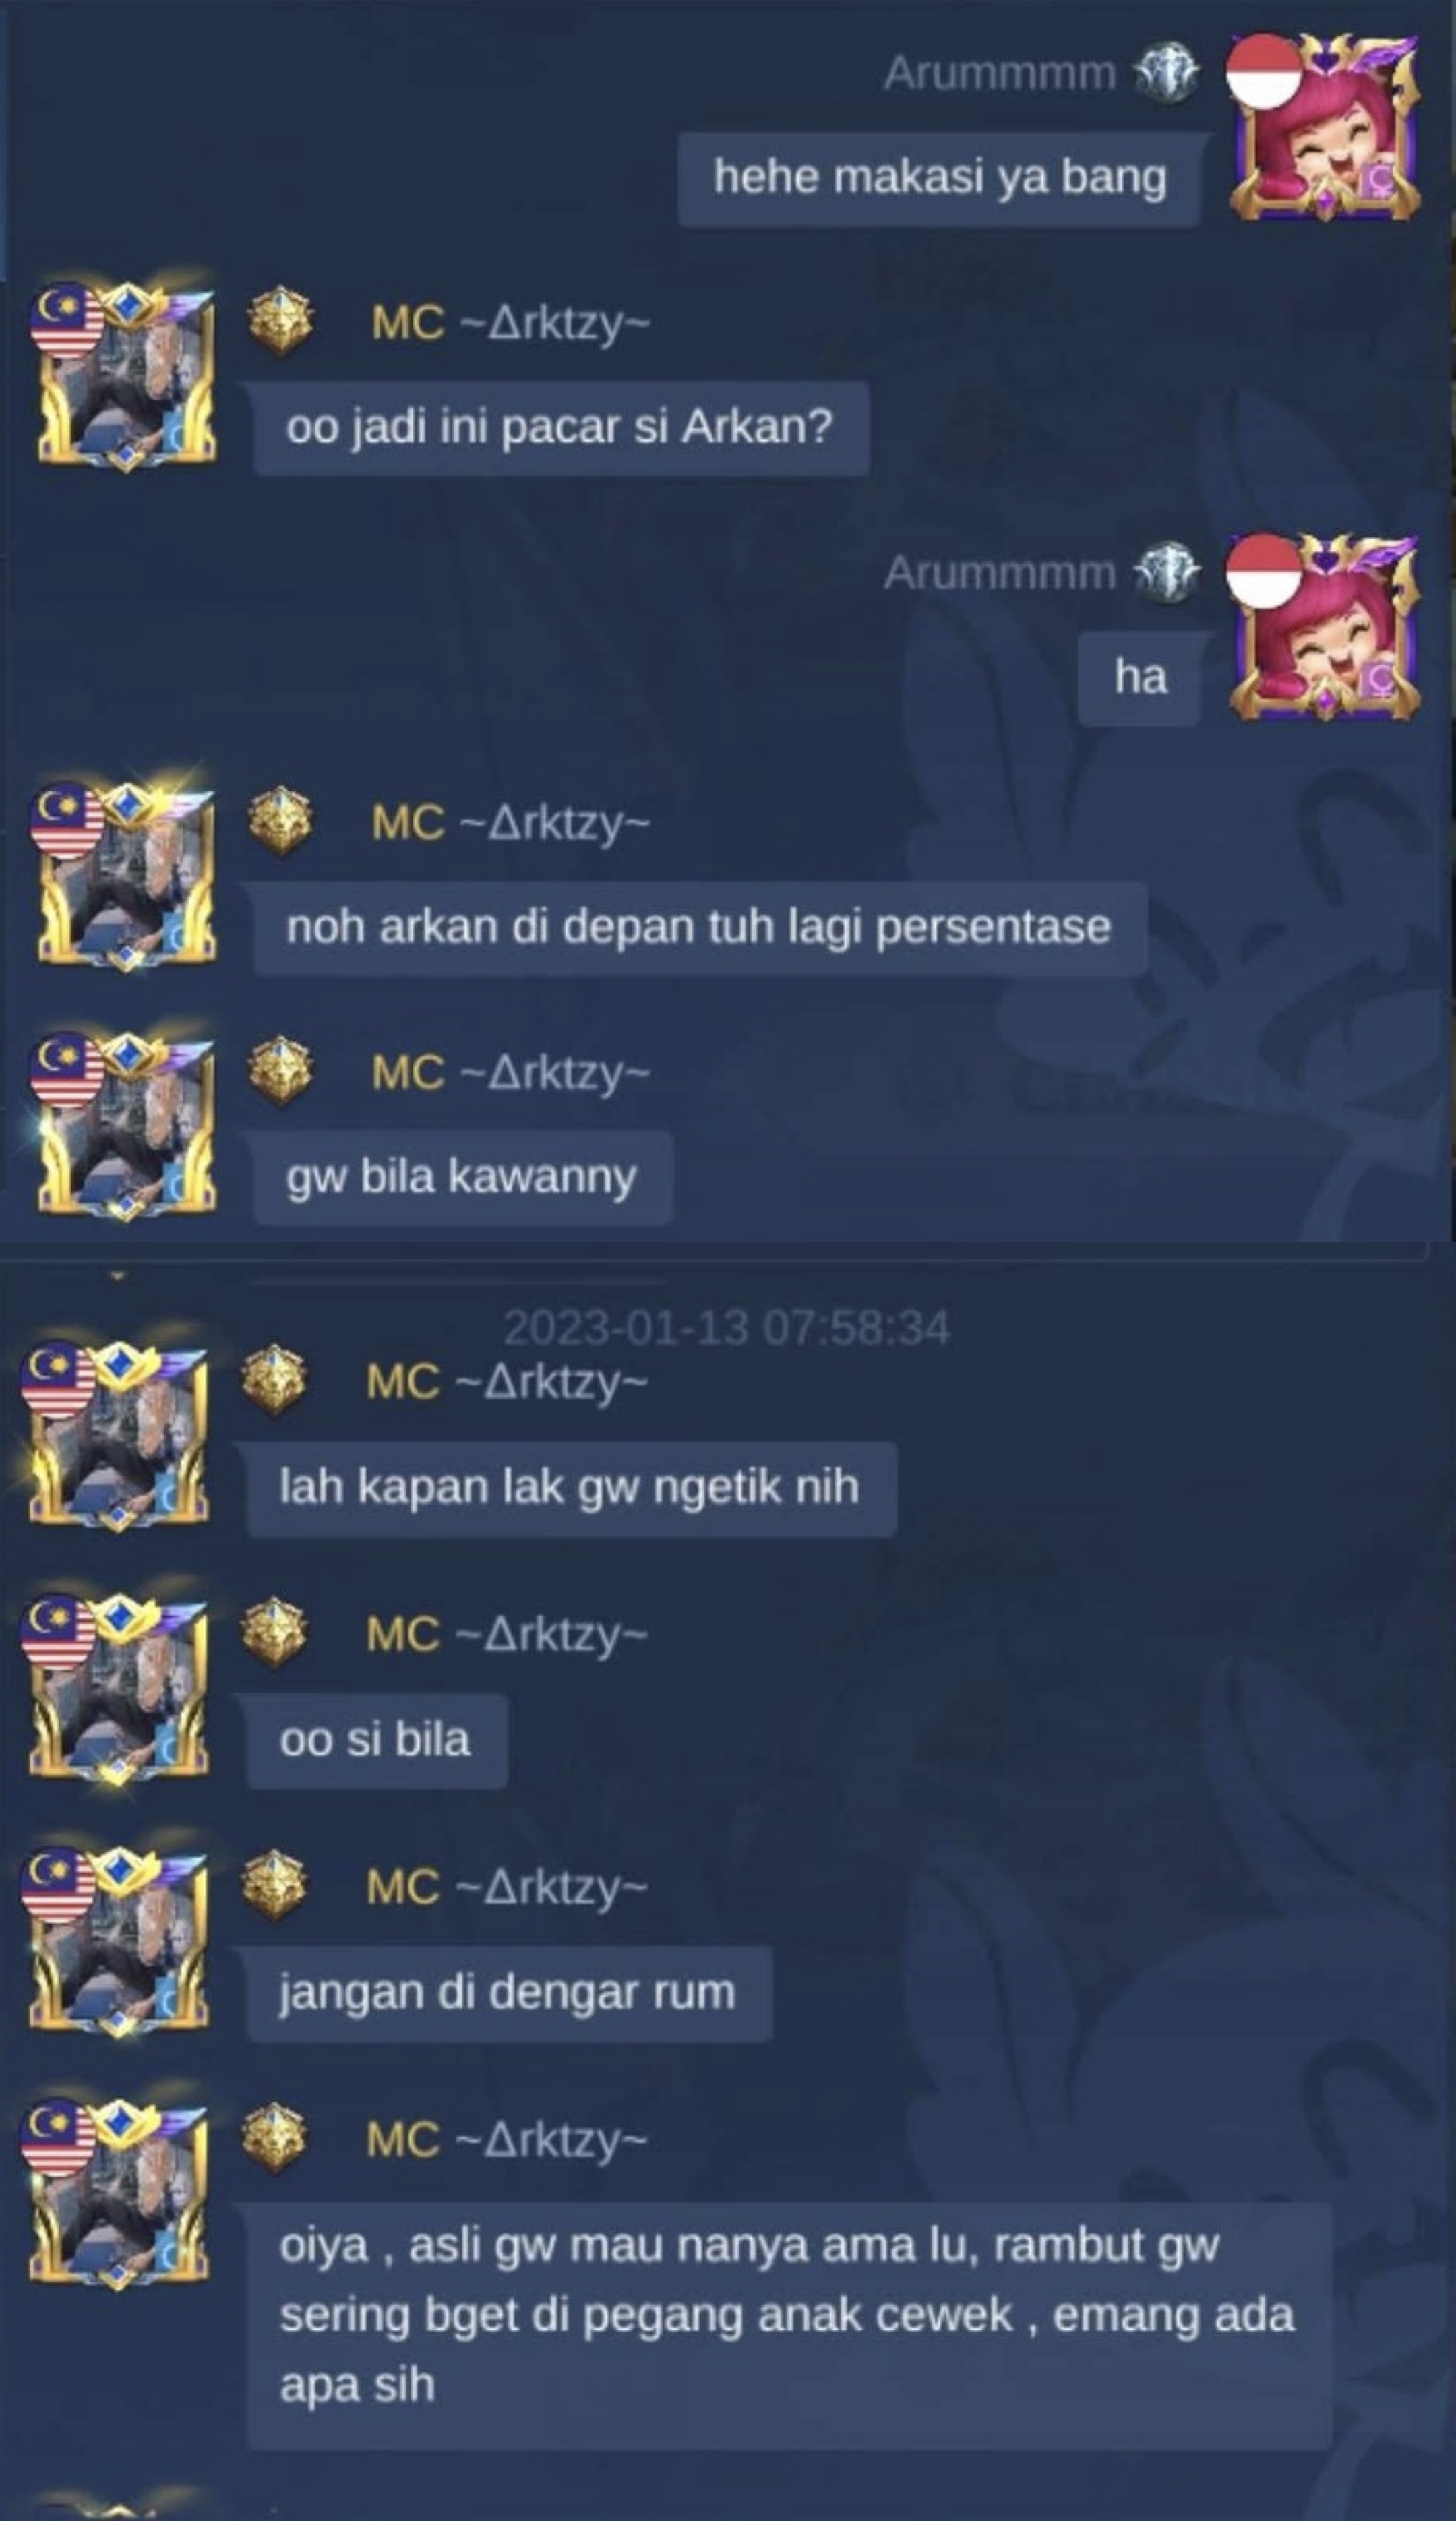 Arummmm
hehe makasi ya bang
MC ~Δrktzy~
oo jadi ini pacar si Arkan?
Arummmm
ha
MC ~Δrktzy~
noh arkan di depan tuh lagi persentase
MC ~Δrktzy~
gw bila kawanny
2023-01-13 07:58:34
MC ~Δrktzy~
lah kapan lak gw ngetik nih
MC ~Δrktzy~
oo si bila
MC ~Δrktzy~
jangan di dengar rum
MC ~Δrktzy~
oiya , asli gw mau nanya ama lu, rambut gw
sering bget di pegang anak cewek , emang ada
apa sih